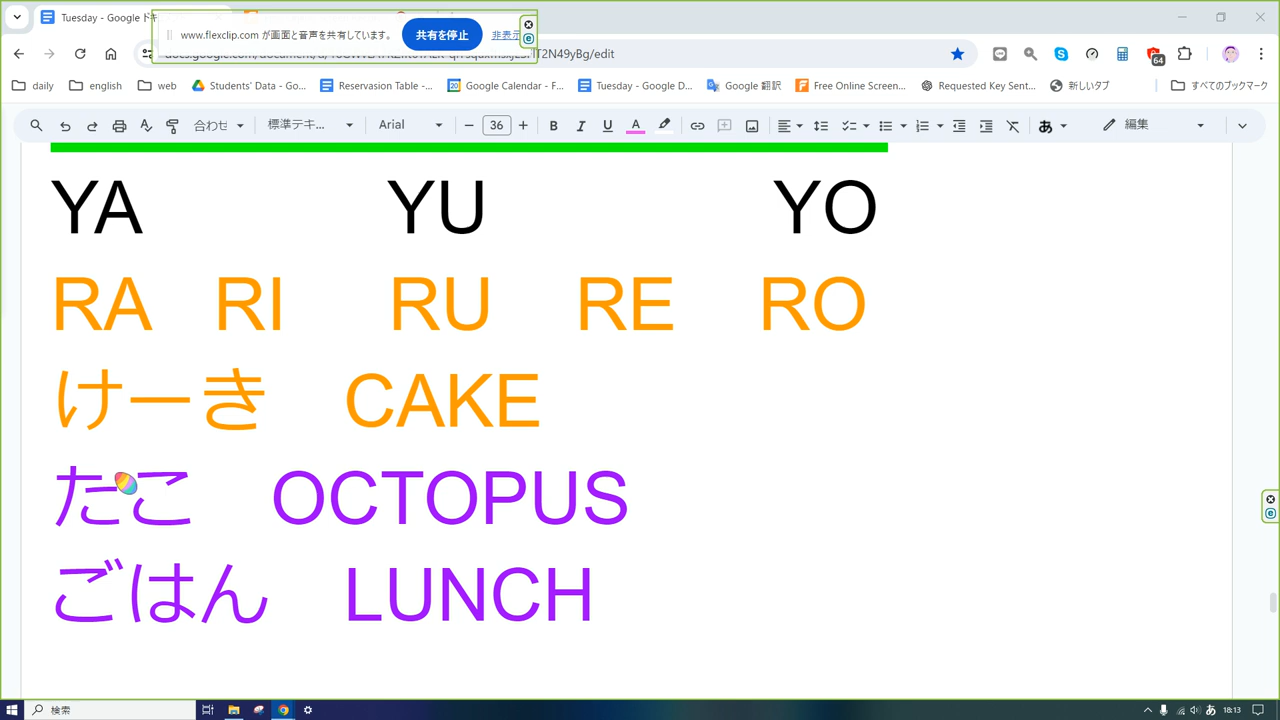 Tuesday - Google ドキ
www.flexclip.com が画面と音声を共有しています。 共有を停止 非表示
/edit
64
daily english web Students' Data - Go... Reservasion Table -... Google Calendar - F... Tuesday - Google D... Google 翻訳 Free Online Screen... Requested Key Sent... 新しいタブ すべてのブックマーク
合わせ 標準テキ... Arial 36 編集
YA YU YO
RA RI RU RE RO
けーき CAKE
たこ OCTOPUS
ごはん LUNCH
検索 あ 18:13